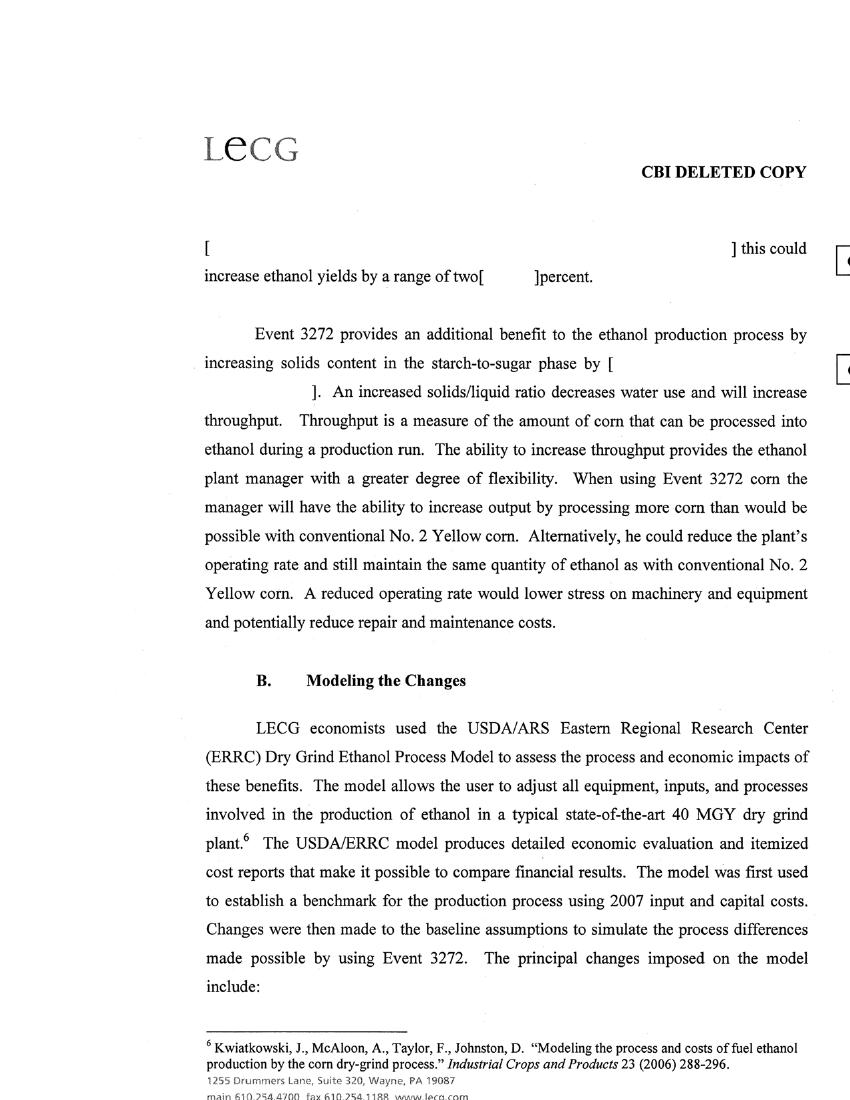 LeCG
CBI DELETED COPY
[ ] this could
increase ethanol yields by a range of two[ ]percent.
Event 3272 provides an additional benefit to the ethanol production process by
increasing solids content in the starch-to-sugar phase by [
]. An increased solids/liquid ratio decreases water use and will increase
throughput. Throughput is a measure of the amount of corn that can be processed into
ethanol during a production run. The ability to increase throughput provides the ethanol
plant manager with a greater degree of flexibility. When using Event 3272 corn the
manager will have the ability to increase output by processing more corn than would be
possible with conventional No. 2 Yellow corn. Alternatively, he could reduce the plant's
operating rate and still maintain the same quantity of ethanol as with conventional No. 2
Yellow corn. A reduced operating rate would lower stress on machinery and equipment
and potentially reduce repair and maintenance costs.
B. Modeling the Changes
LECG economists used the USDA/ARS Eastern Regional Research Center
(ERRC) Dry Grind Ethanol Process Model to assess the process and economic impacts of
these benefits. The model allows the user to adjust all equipment, inputs, and processes
involved in the production of ethanol in a typical state-of-the-art 40 MGY dry grind
plant.6 The USDA/ERRC model produces detailed economic evaluation and itemized
cost reports that make it possible to compare financial results. The model was first used
to establish a benchmark for the production process using 2007 input and capital costs.
Changes were then made to the baseline assumptions to simulate the process differences
made possible by using Event 3272. The principal changes imposed on the model
include:
6 Kwiatkowski, J., McAloon, A., Taylor, F., Johnston, D. "Modeling the process and costs of fuel ethanol
production by the corn dry-grind process." Industrial Crops and Products 23 (2006) 288-296.
1255 Drummers Lane, Suite 320, Wayne, PA 19087
main 610.254.4700 fax 610.254.1188 www.lecg.com